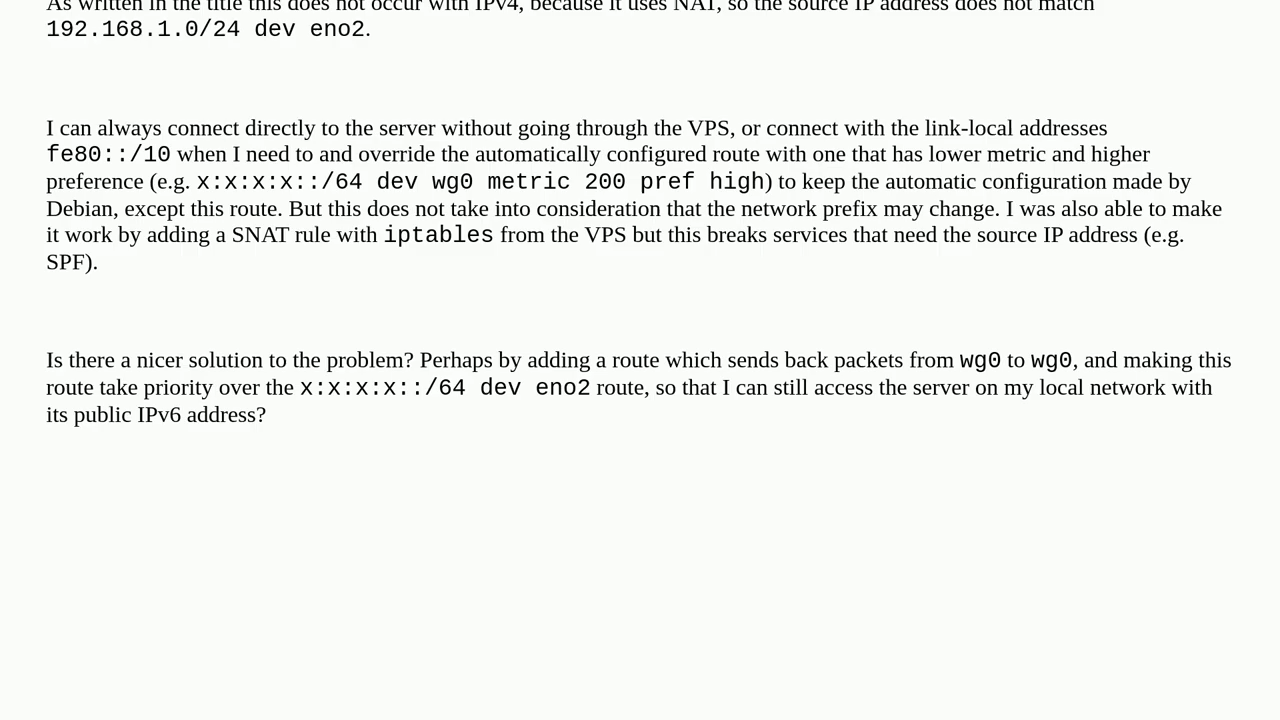 As written in the title this does not occur with IPv4, because it uses NAT, so the source IP address does not match
192.168.1.0/24 dev eno2.
I can always connect directly to the server without going through the VPS, or connect with the link-local addresses
fe80::/10 when I need to and override the automatically configured route with one that has lower metric and higher
preference (e.g. x:x:x:x::/64 dev wg0 metric 200 pref high) to keep the automatic configuration made by
Debian, except this route. But this does not take into consideration that the network prefix may change. I was also able to make
it work by adding a SNAT rule with iptables from the VPS but this breaks services that need the source IP address (e.g.
SPF).
Is there a nicer solution to the problem? Perhaps by adding a route which sends back packets from wg0 to wg0, and making this
route take priority over the x:x:x:x::/64 dev eno2 route, so that I can still access the server on my local network with
its public IPv6 address?